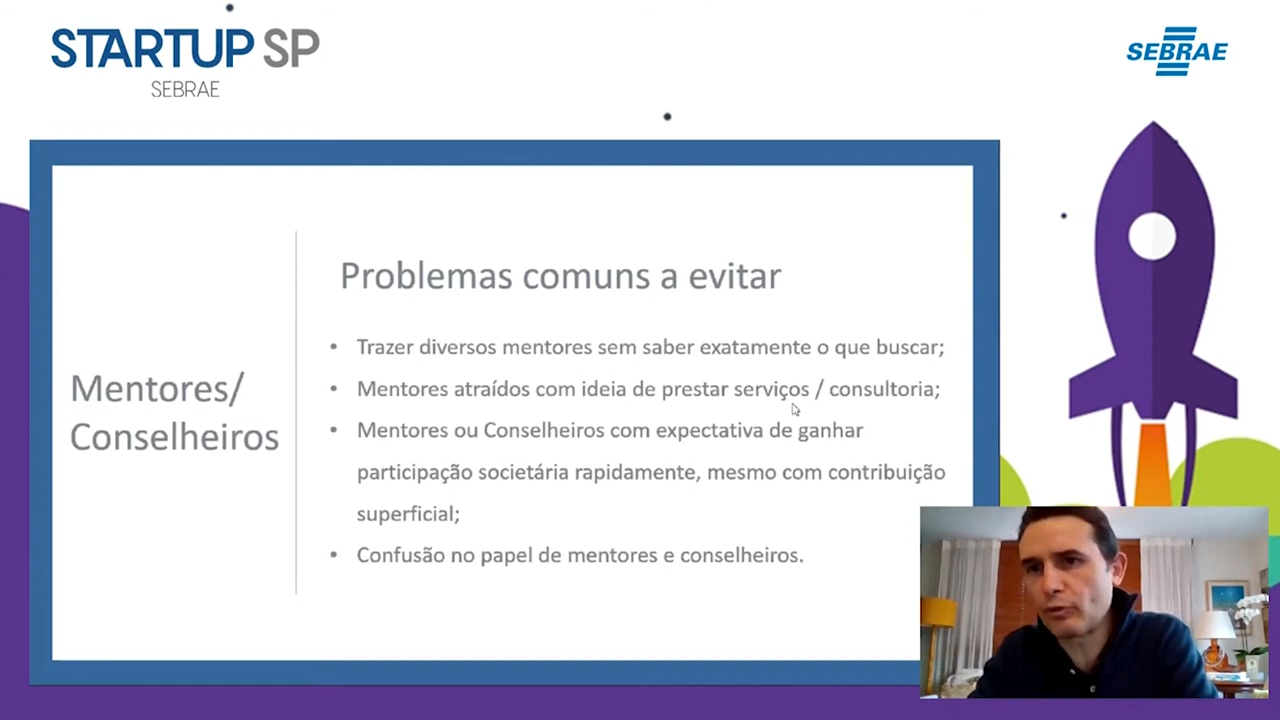 STARTUP SP
SEBRAE
SEBRAE
Mentores/
Conselheiros
Problemas comuns a evitar
• Trazer diversos mentores sem saber exatamente o que buscar;
• Mentores atraídos com ideia de prestar serviços / consultoria;
• Mentores ou Conselheiros com expectativa de ganhar
participação societária rapidamente, mesmo com contribuição
superficial;
• Confusão no papel de mentores e conselheiros.